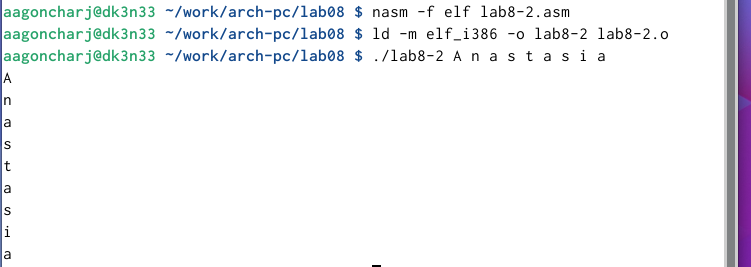 aagoncharj@dk3n33 ~/work/arch-pc/lab08 $ nasm -f elf lab8-2.asm
aagoncharj@dk3n33 ~/work/arch-pc/lab08 $ ld -m elf_i386 -o lab8-2 lab8-2.o
aagoncharj@dk3n33 ~/work/arch-pc/lab08 $ ./lab8-2 A n a s t a s i a
A
n
a
s
t
a
s
i
a